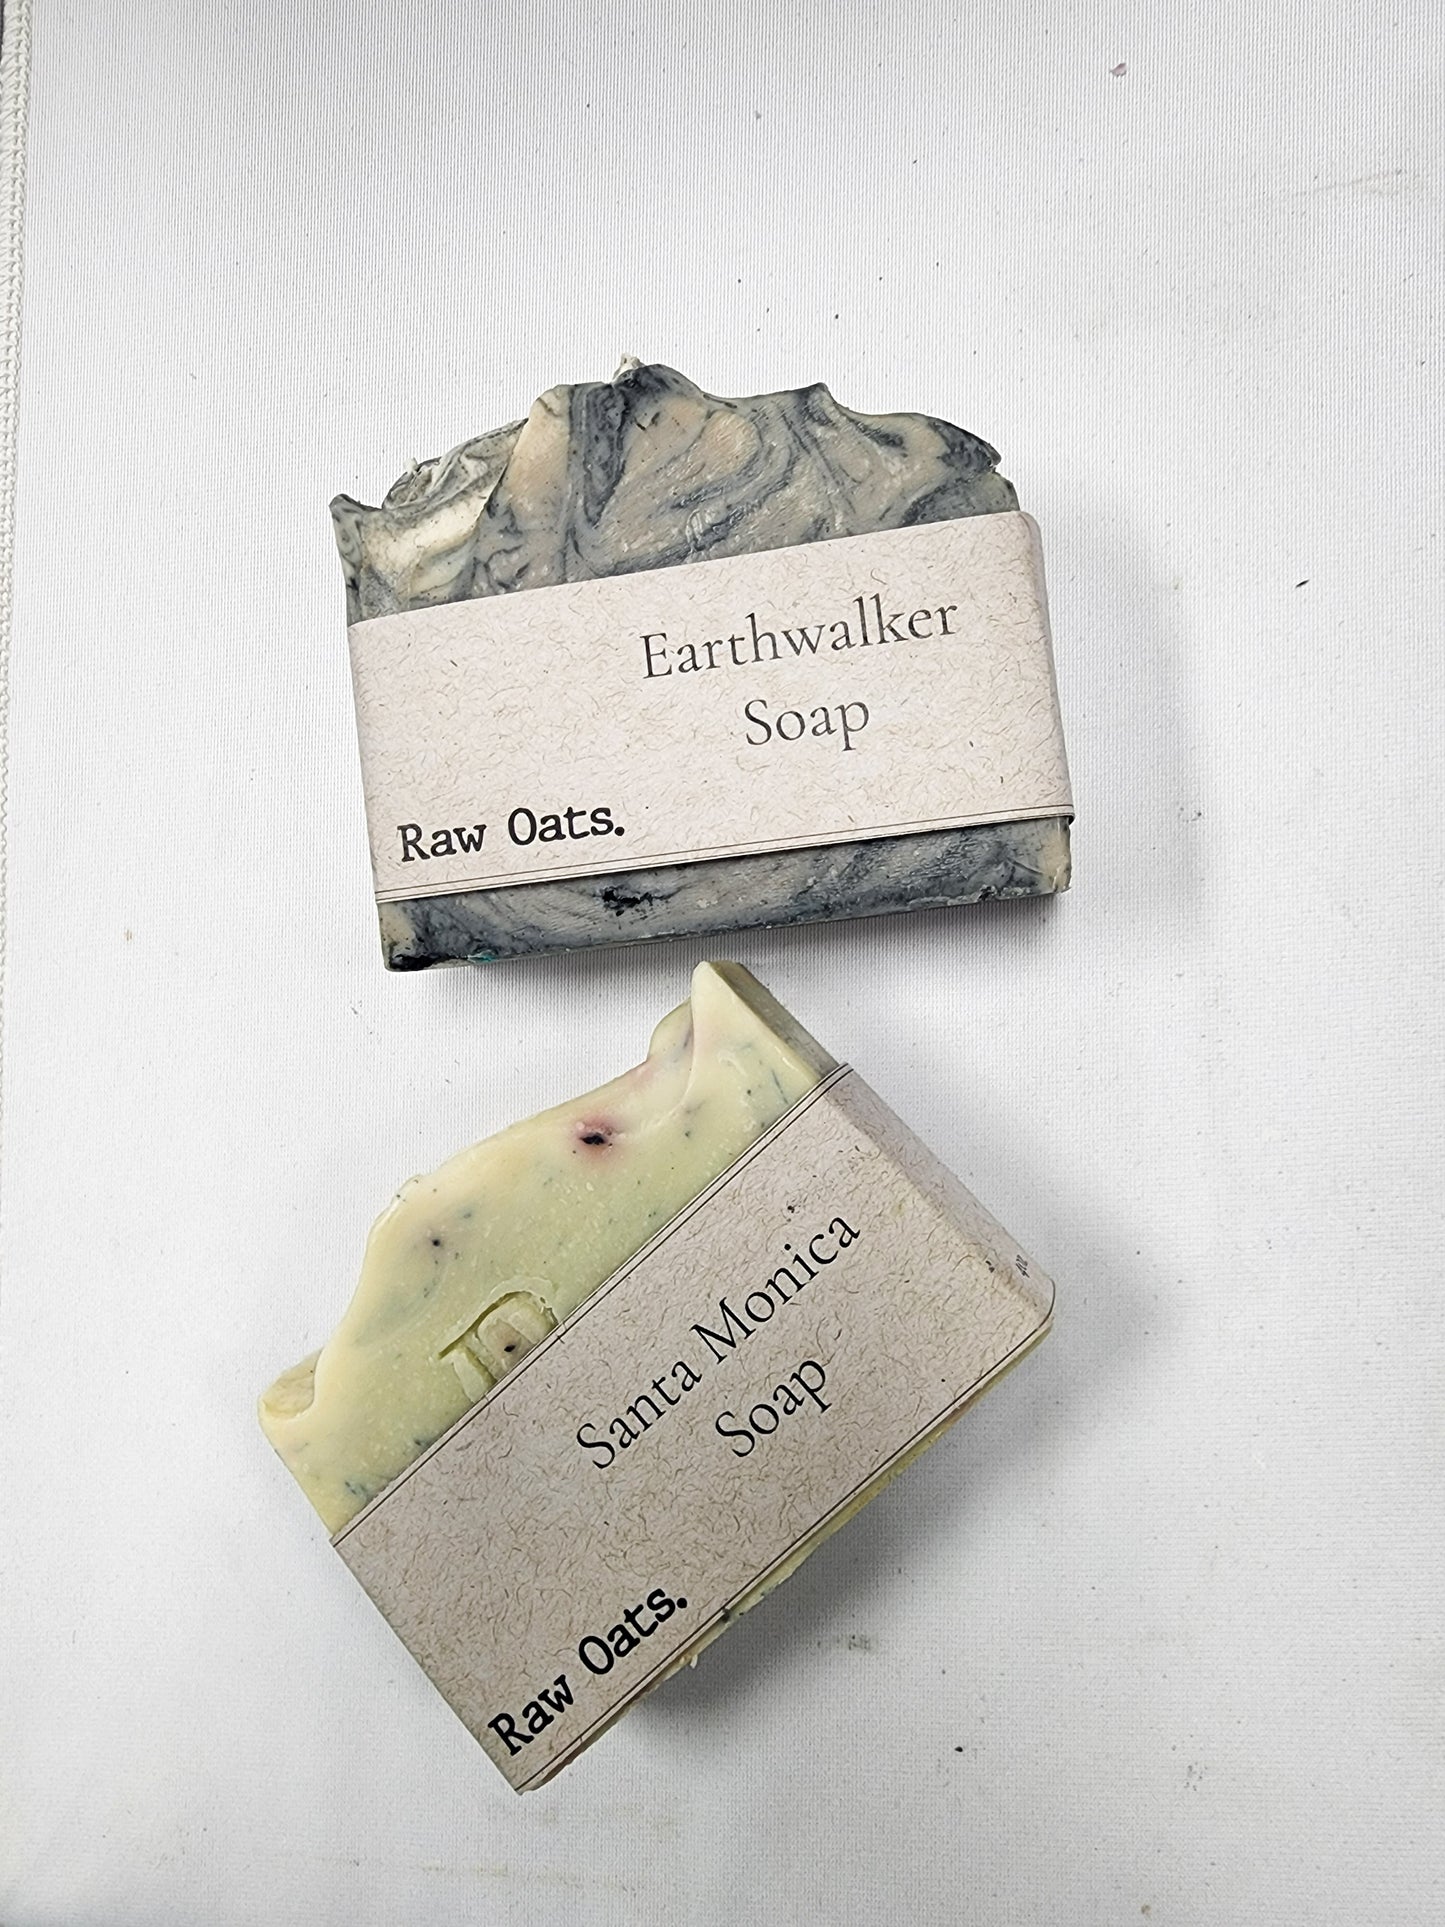 Earthwalker
Soap
Raw Oats.
Santa Monica
Soap
Raw Oats.